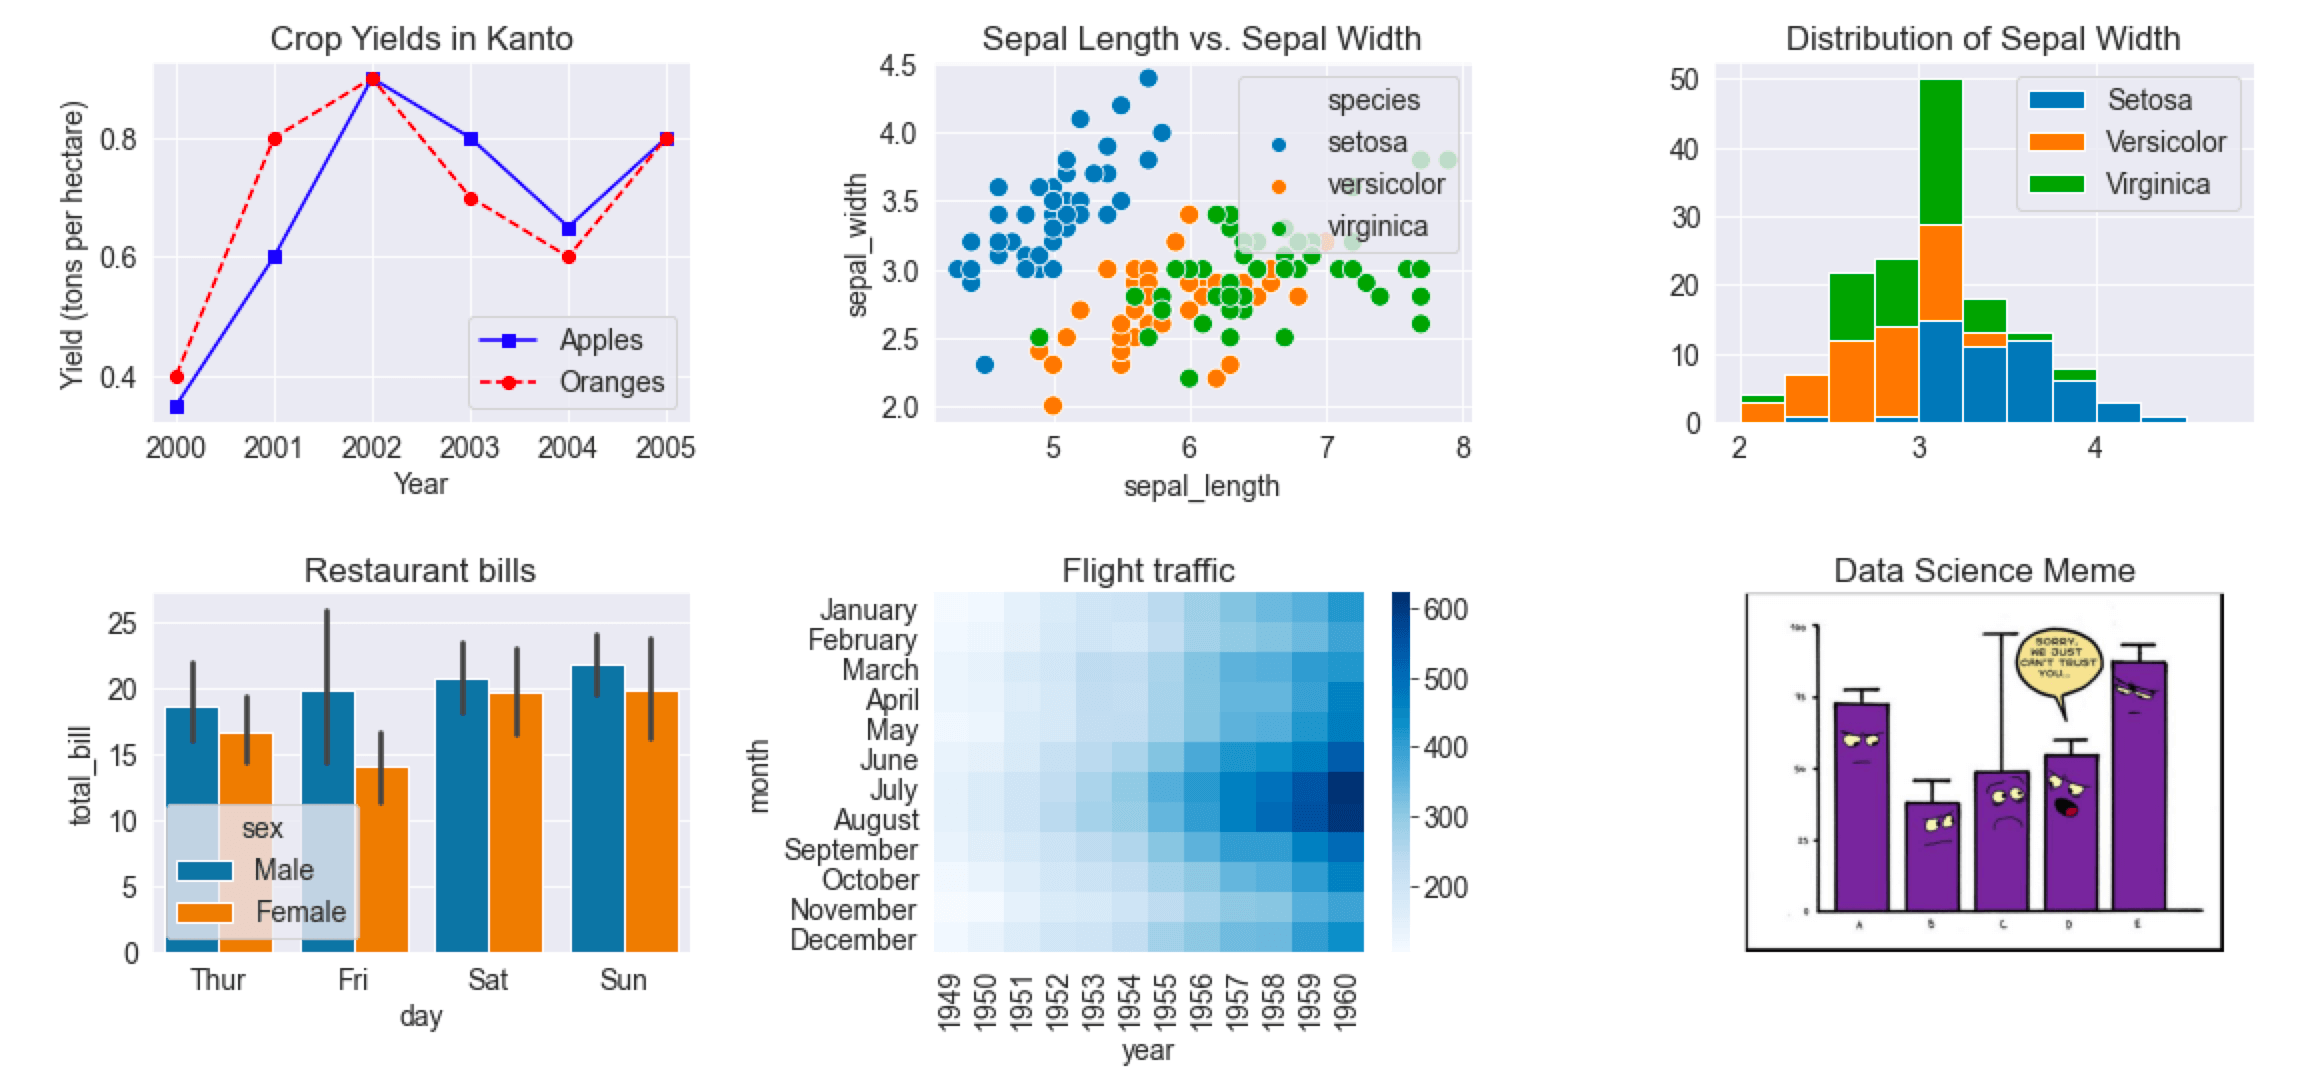 Crop Yields in Kanto
Yield (tons per hectare)
0.8
0.6
0.4
Apples
Oranges
2000 2001 2002 2003 2004 2005
Year
Sepal Length vs. Sepal Width
sepal_width
4.5
4.0
3.5
3.0
2.5
2.0
species
setosa
versicolor
virginica
5 6 7 8
sepal_length
Distribution of Sepal Width
50
40
30
20
10
0
Setosa
Versicolor
Virginica
2 3 4
Restaurant bills
total_bill
25
20
15
10
5
0
sex
Male
Female
Thur Fri Sat Sun
day
Flight traffic
month
January
February
March
April
May
June
July
August
September
October
November
December
600
500
400
300
200
1949 1950 1951 1952 1953 1954 1955 1956 1957 1958 1959 1960
year
Data Science Meme
SORRY,
WE JUST
CAN'T TRUST
YOU...
25
0
A B C D E